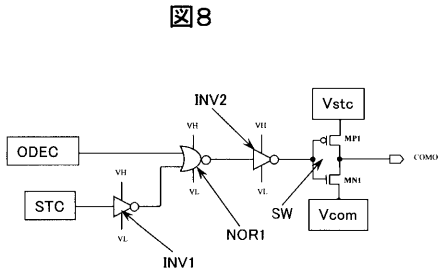 図8
INV2
Vstc
VH
VH
MP1
ODEC
COMO
VH
SW
MN1
VL
VL
STC
Vcom
VL
NOR1
INV1